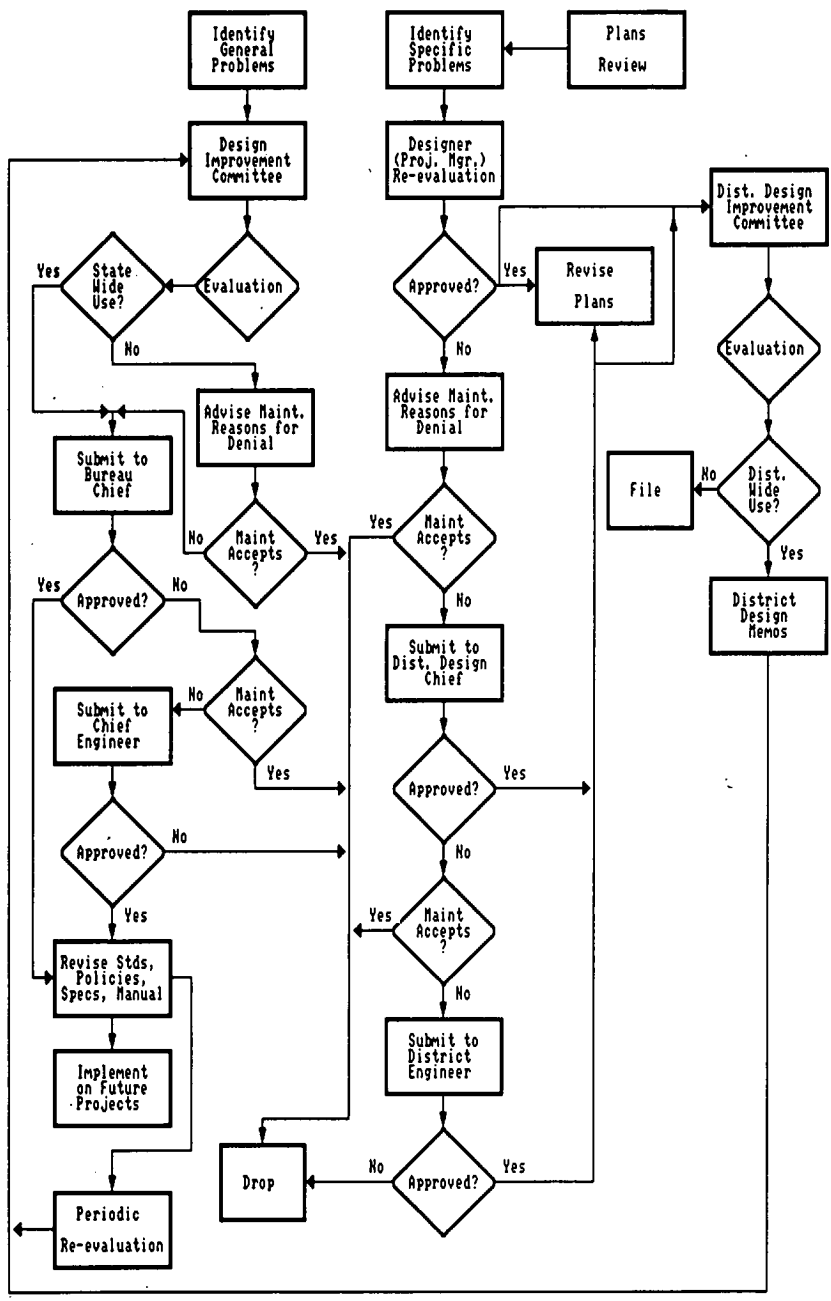 Identify
General
Problems
Identify
Specific
Problems
Plans
Review
Design
Improvement
Committee
Designer
(Proj. Mgr.)
Re-evaluation
Dist. Design
Improvement
Committee
Yes
State
Wide
Use?
Evaluation
Approved?
Yes
Revise
Plans
No
No
Evaluation
Advise Maint.
Reasons for
Denial
Advise Maint.
Reasons for
Denial
Submit to
Bureau
Chief
File
No
Dist.
Wide
Use?
No
Maint
Accepts
?
Yes
Yes
Maint
Accepts
?
Yes
Yes
Approved?
No
No
District
Design
Memos
Submit to
Dist. Design
Chief
Submit to
Chief
Engineer
No
Maint
Accepts
?
Yes
Approved?
Yes
Approved?
No
No
Yes
Yes
Maint
Accepts
?
Revise Stds,
Policies,
Specs, Manual
No
Submit to
District
Engineer
Implement
on Future
Projects
Drop
No
Approved?
Yes
Periodic
Re-evaluation